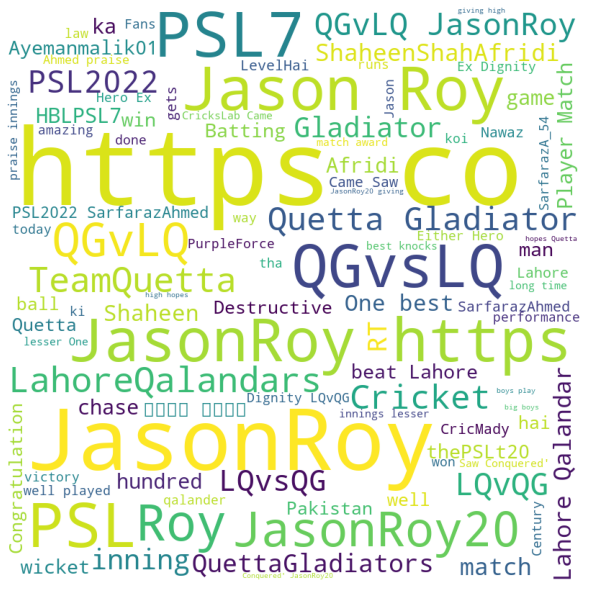 giving high
PSL7
ka
Fans
QGvLQ JasonRoy
law
Ayemanmalik01
Ahmed praise
ShaheenShahAfridi
LevelHai
runs
Ex Dignity
PSL2022
Jason Roy
Hero Ex
gets
Jason
HBLPSL7
win
CricksLab Came
game
amazing
Batting
Gladiator
koi
Nawaz
SarfarazA_54
Player Match
praise innings
done
match award
https co
Afridi
Came Saw
JasonRoy20 giving
PSL2022 SarfarazAhmed
way
Quetta Gladiator
today
QGvLQ
PurpleForce
Either Hero
hopes Quetta
best knocks
QGvsLQ
man
TeamQuetta
tha
Lahore
long time
high hopes
ball
ki
Shaheen
Destructive
One best
SarfarazAhmed
performance
Quetta
RT
lesser One
JasonRoy
https
LahoreQalandars
beat Lahore
boys play
Dignity LQvQG
Cricket
chase
innings lesser
big boys
JasonRoy
CricMady
hai
Congratulation
hundred
LQvsQG
thePSLt20
Lahore Qalandar
victory
won
Saw Conquered'
well played
qalander
Pakistan
well
LQvQG
PSL
Roy
JasonRoy20
Century
wicket
inning
QuettaGladiators
match
Conquered' JasonRoy20